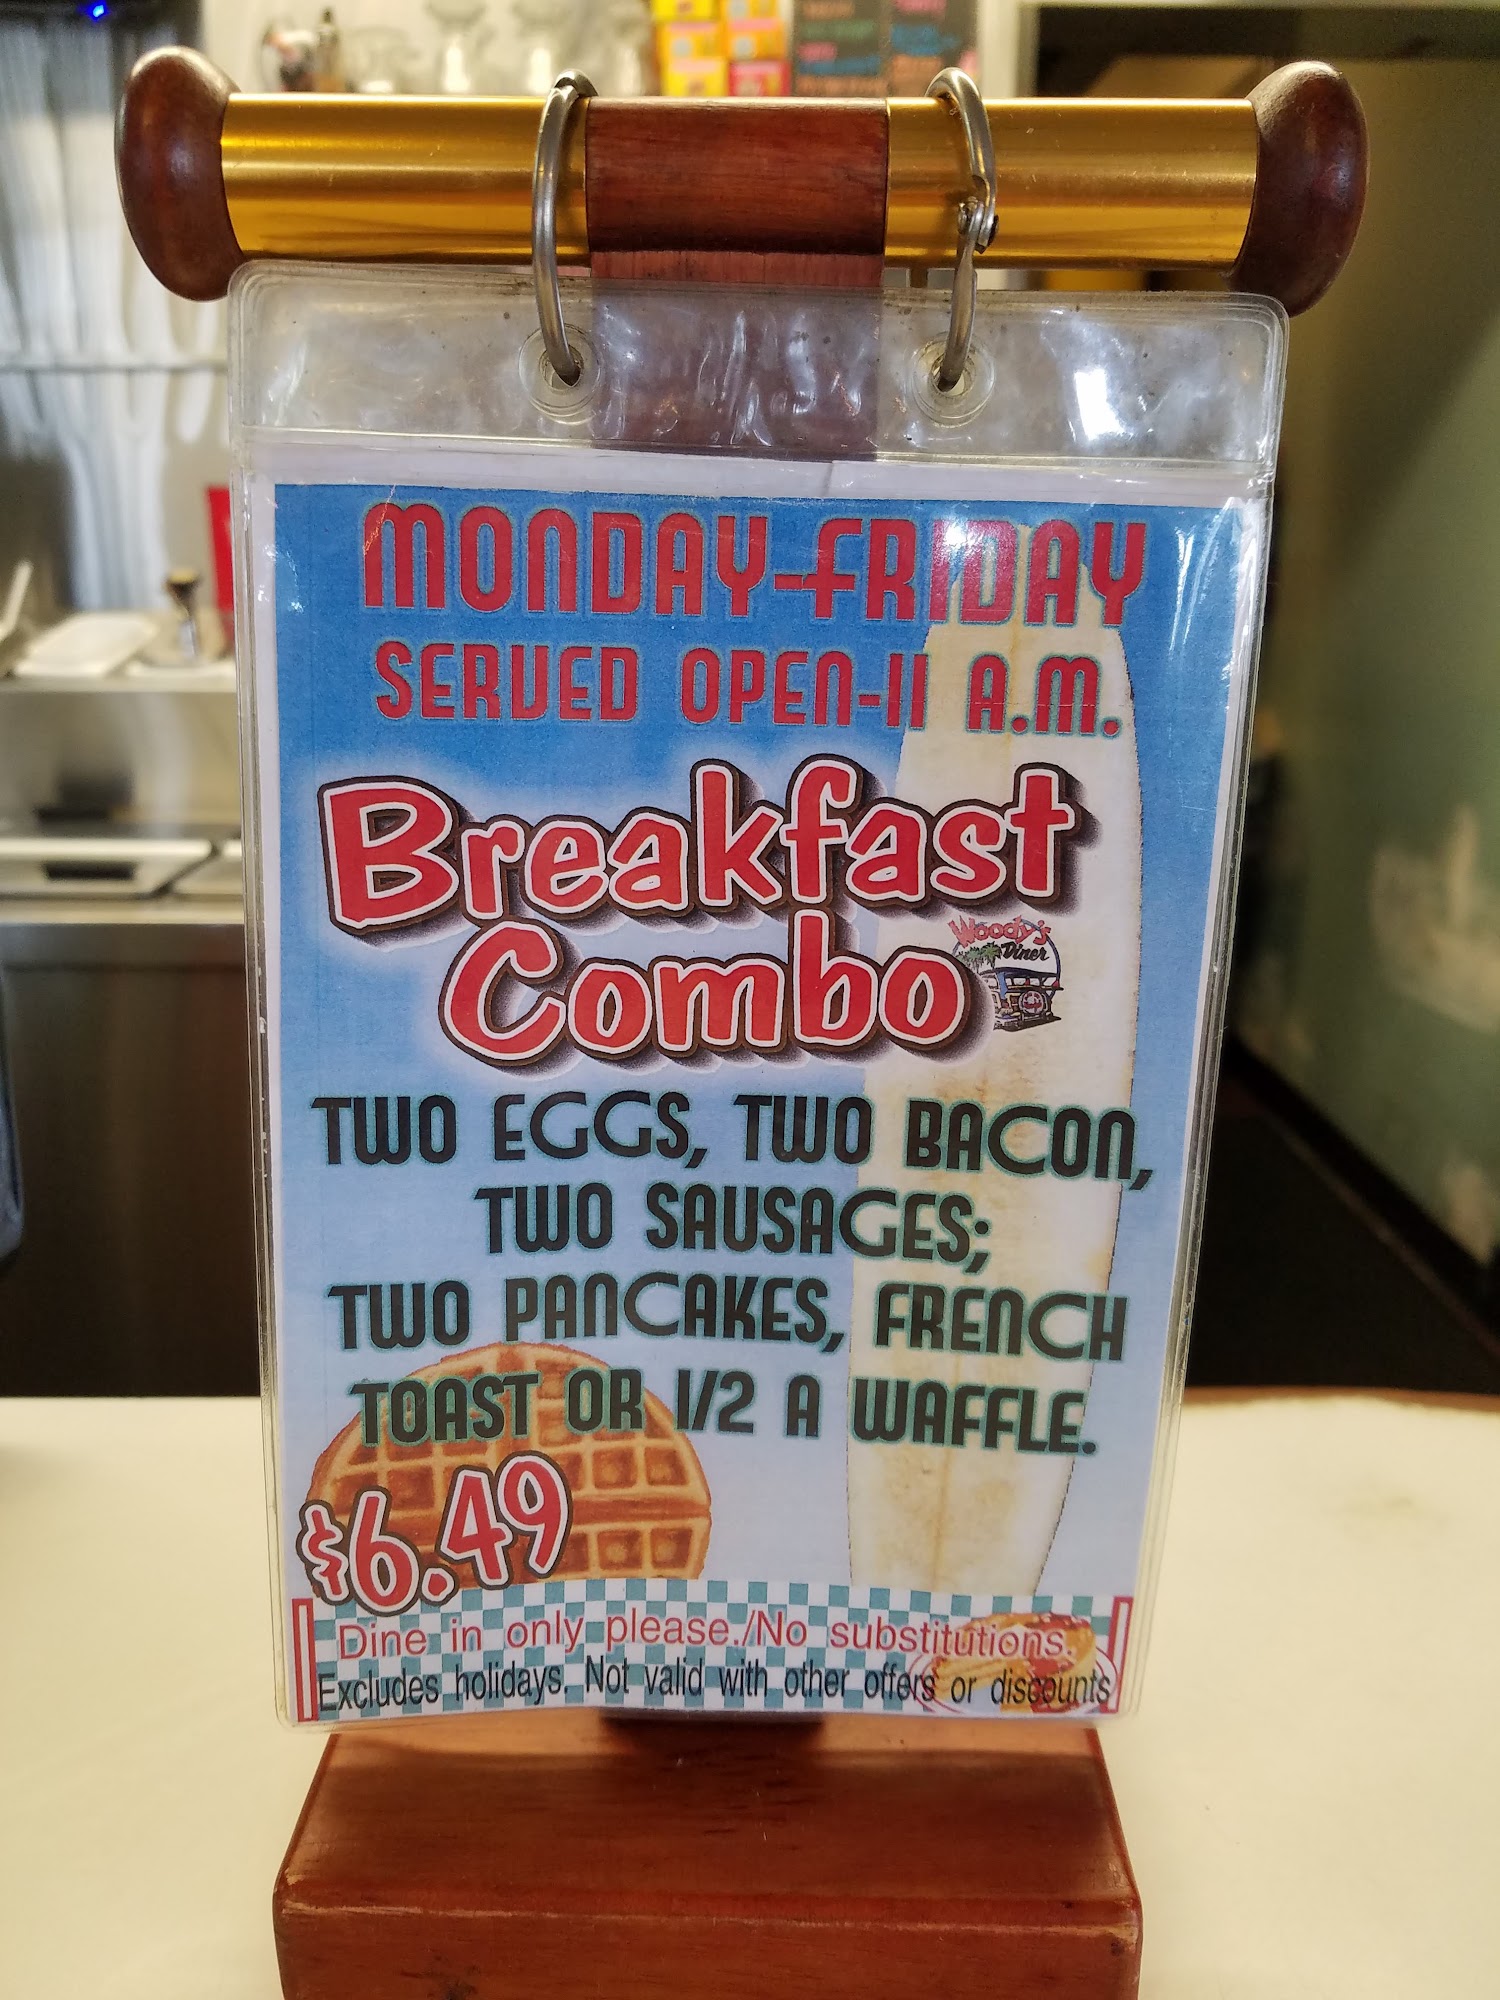 MONDAY-FRIDAY
SERVED OPEN-11 A.M.
Breakfast
Combo
Woody's
Diner
TWO EGGS, TWO BACON,
TWO SAUSAGES;
TWO PANCAKES, FRENCH
TOAST OR 1/2 A WAFFLE.
$6.49
Dine in only please./No substitutions.
Excludes holidays. Not valid with other offers or discounts